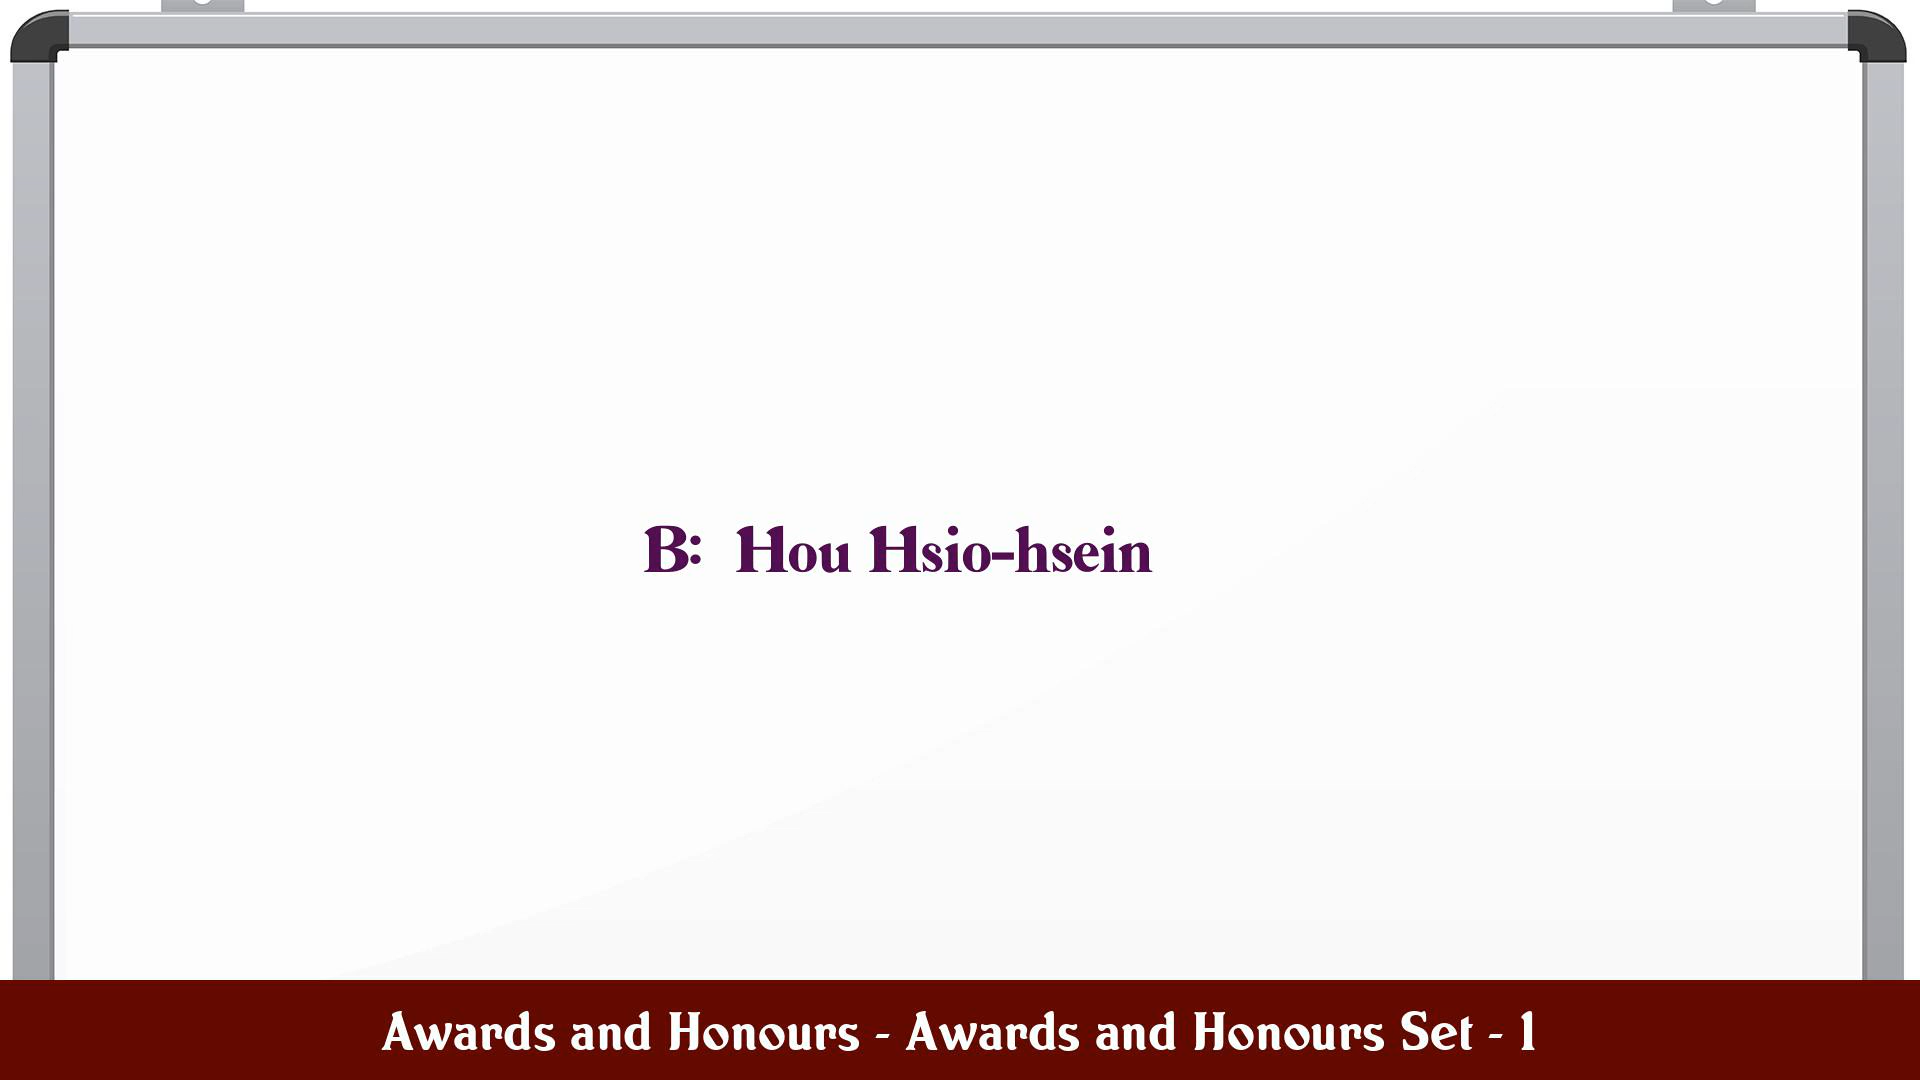 B: Hou Hsio-hsein
Awards and Honours - Awards and Honours Set - 1